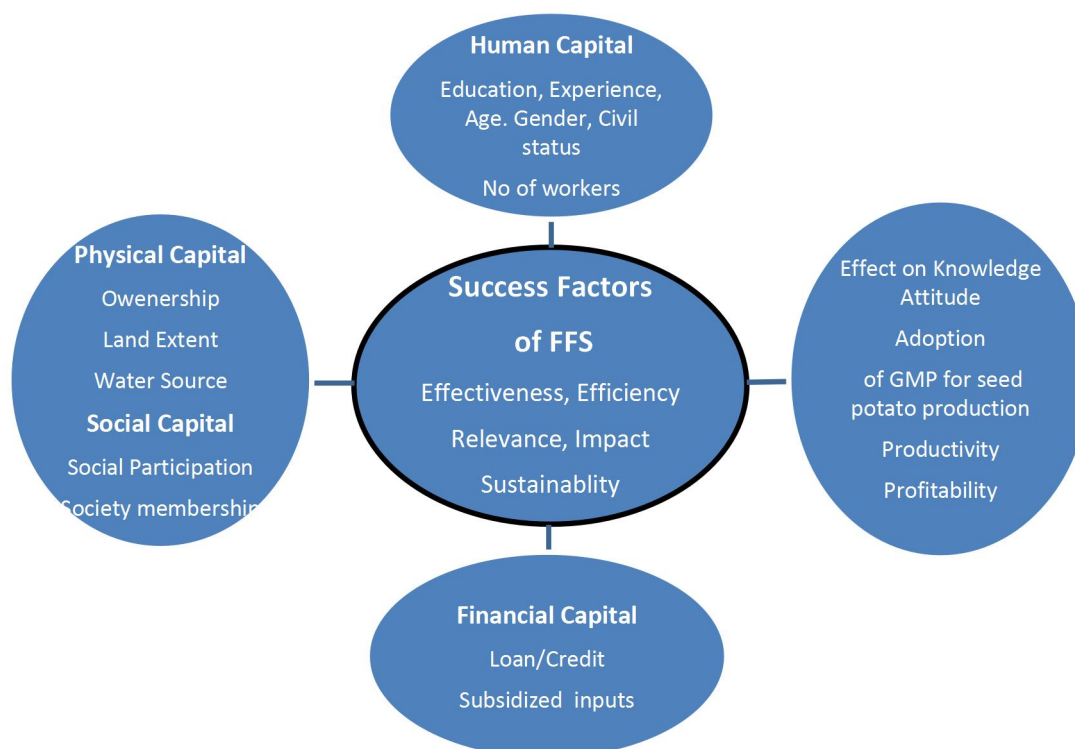 Human Capital
Education, Experience,
Age. Gender, Civil
status
No of workers
Physical Capital
Owenership
Land Extent
Water Source
Social Capital
Social Participation
Society membership
Success Factors
of FFS
Effectiveness, Efficiency
Relevance, Impact
Sustainablity
Effect on Knowledge
Attitude
Adoption
of GMP for seed
potato production
Productivity
Profitability
Financial Capital
Loan/Credit
Subsidized inputs